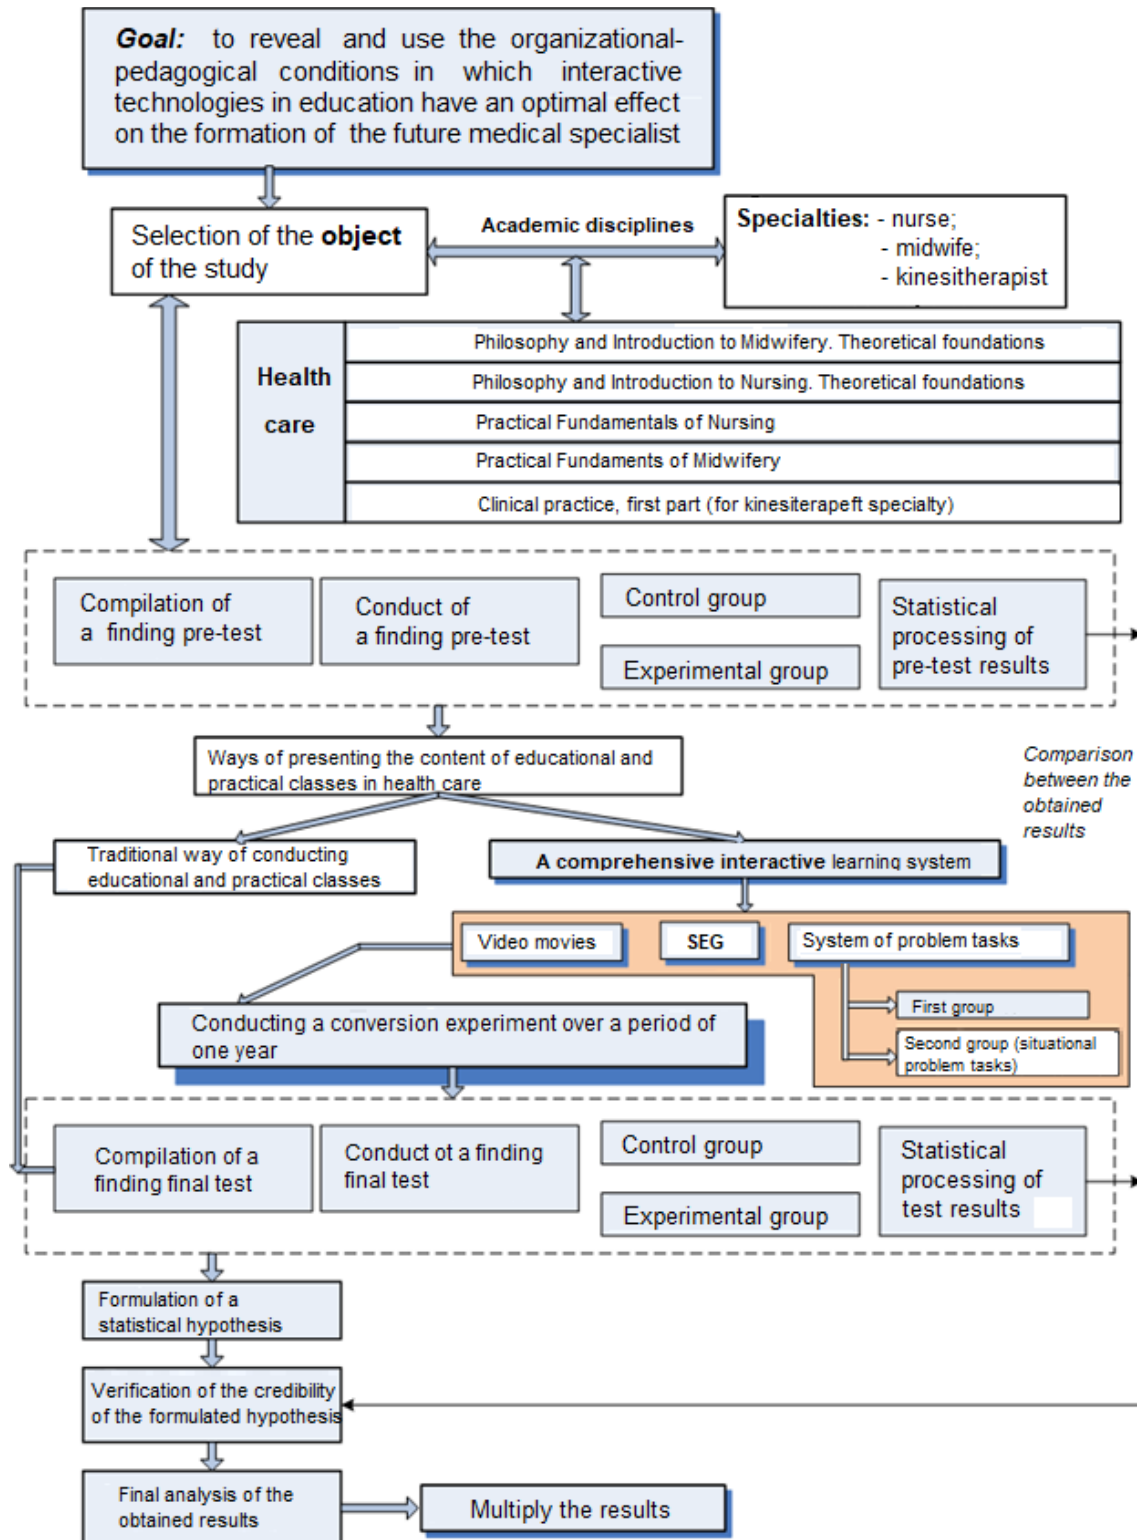 Goal: to reveal and use the organizational-
pedagogical conditions in which interactive
technologies in education have an optimal effect
on the formation of the future medical specialist
Selection of the object
of the study
Academic disciplines
Specialties: - nurse;
- midwife;
- kinesitherapist
Health
care
Philosophy and Introduction to Midwifery. Theoretical foundations
Philosophy and Introduction to Nursing. Theoretical foundations
Practical Fundamentals of Nursing
Practical Fundaments of Midwifery
Clinical practice, first part (for kinesiterapeft specialty)
Compilation of
a finding pre-test
Conduct of
a finding pre-test
Control group
Experimental group
Statistical
processing of
pre-test results
Ways of presenting the content of educational and
practical classes in health care
Comparison
between the
obtained
results
Traditional way of conducting
educational and practical classes
A comprehensive interactive learning system
Video movies
SEG
System of problem tasks
First group
Second group (situational
problem tasks)
Conducting a conversion experiment over a period of
one year
Compilation of a
finding final test
Conduct ot a finding
final test
Control group
Experimental group
Statistical
processing of
test results
Formulation of a
statistical hypothesis
Verification of the credibility
of the formulated hypothesis
Final analysis of the
obtained results
Multiply the results